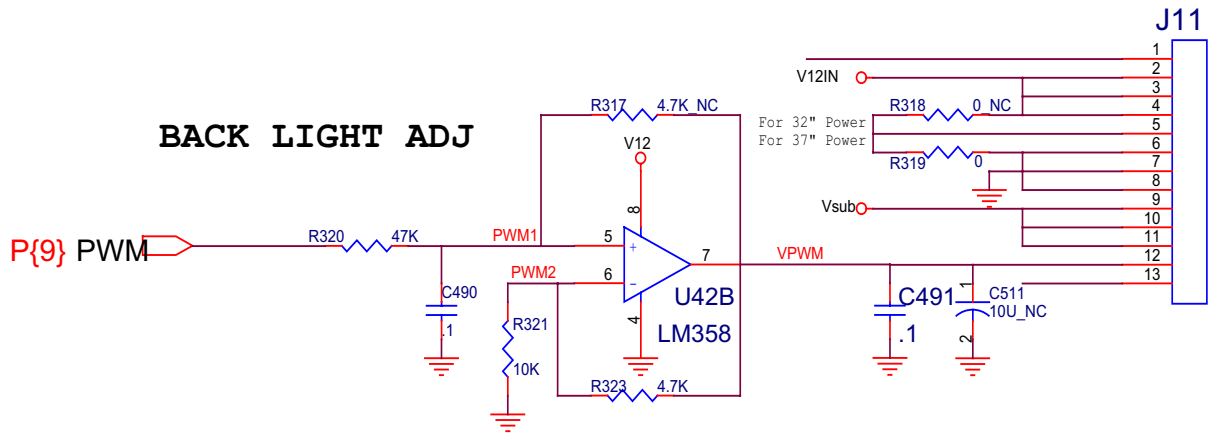 J11
1
V12IN
2
3
R317 4.7K_NC
R318 0_NC
4
For 32" Power
5
BACK LIGHT ADJ
For 37" Power
V12
6
R319 0
7
8
8
Vsub
9
10
P{9} PWM
R320 47K
PWM1
5
+
11
7
VPWM
12
PWM2
6
-
13
C490
.1
U42B
C491
.1
1
C511
10U_NC
2
R321
10K
4
LM358
R323 4.7K